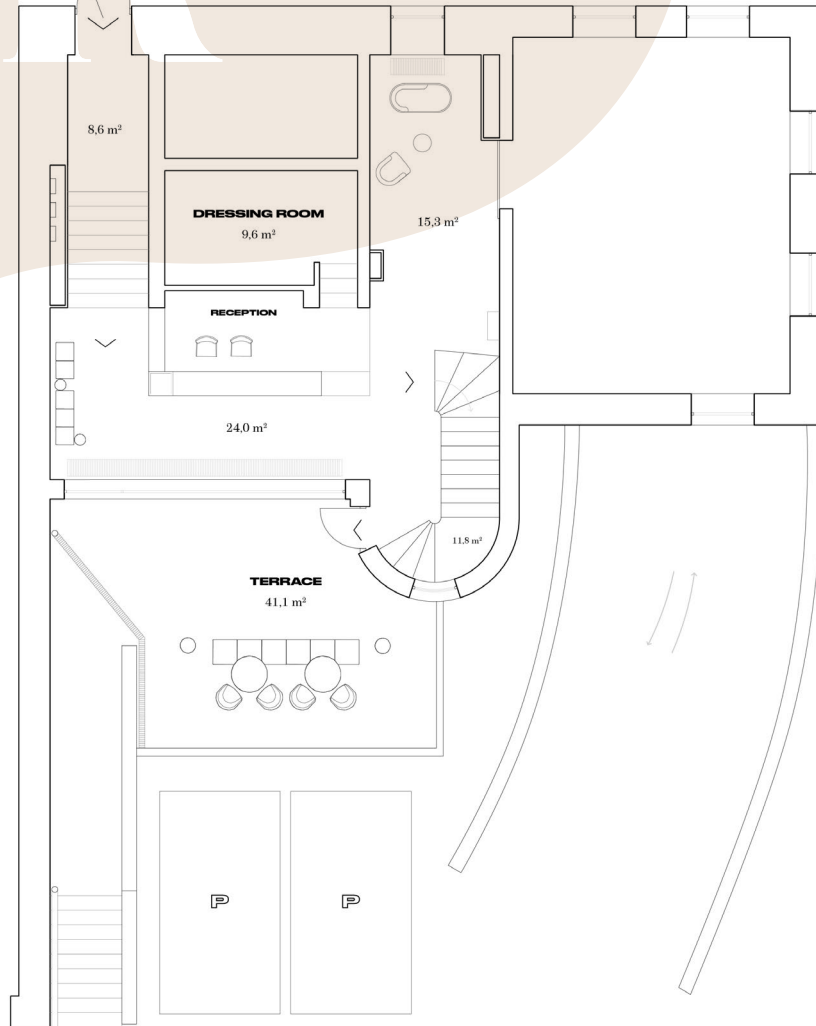 8,6 m²
DRESSING ROOM
9,6 m²
15,3 m²
RECEPTION
24,0 m²
11,8 m²
TERRACE
41,1 m²
P
P